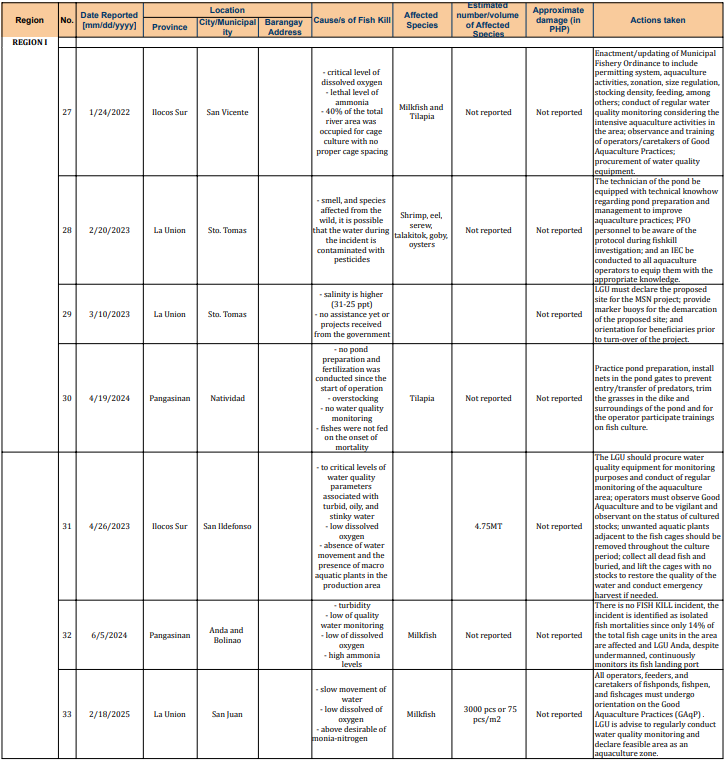 Region
No.
Date Reported
[mm/dd/yyyy]
Location
Province
City/Municipal
ity
Barangay
Address
Cause/s of Fish Kill
Affected
Species
Estimated
number/volume
of Affected
Species
Approximate
damage (in
PHP)
Actions taken
REGION I
27
1/24/2022
Ilocos Sur
San Vicente
- critical level of
dissolved oxygen
- lethal level of
ammonia
- 40% of the total
river area was
occupied for cage
culture with no
proper cage spacing
Milkfish and
Tilapia
Not reported
Not reported
Enactment/updating of Municipal
Fishery Ordinance to include
permitting system, aquaculture
activities, zonation, size regulation,
stocking density, feeding, among
others; conduct of regular water
quality monitoring considering the
intensive aquaculture activities in
the area; observance and training
of operators/caretakers of Good
Aquaculture Practices;
procurement of water quality
equipment.
28
2/20/2023
La Union
Sto. Tomas
- smell, and species
affected from the
wild, it is possible
that the water during
the incident is
contaminated with
pesticides
Shrimp, eel,
serew,
talakitok, goby,
oysters
Not reported
Not reported
The technician of the pond be
equipped with technical knowhow
regarding pond preparation and
management to improve
aquaculture practices; PFO
personnel to be aware of the
protocol during fishkill
investigation; and an IEC be
conducted to all aquaculture
operators to equip them with the
appropriate knowledge.
29
3/10/2023
La Union
Sto. Tomas
- salinity is higher
(31-25 ppt)
- no assistance yet or
projects received
from the government
Not reported
LGU must declare the proposed
site for the MSN project; provide
marker buoys for the demarcation
of the proposed site; and
orientation for beneficiaries prior
to turn-over of the project.
30
4/19/2024
Pangasinan
Natividad
- no pond
preparation and
fertilization was
conducted since the
start of operation
- overstocking
- no water quality
monitoring
- fishes were not fed
on the onset of
mortality
Tilapia
Not reported
Not reported
Practice pond preparation, install
nets in the pond gates to prevent
entry/transfer of predators, trim
the grasses in the dike and
surroundings of the pond and for
the operator participate trainings
on fish culture.
31
4/26/2023
Ilocos Sur
San Ildefonso
- to critical levels of
water quality
parameters
associated with
turbid, oily, and
stinky water
- low dissolved
oxygen
- absence of water
movement and the
presence of macro
aquatic plants in the
production area
4.75MT
Not reported
The LGU should procure water
quality equipment for monitoring
purposes and conduct of regular
monitoring of the aquaculture
area; operators must observe Good
Aquaculture and to be vigilant and
observant on the status of cultured
stocks; unwanted aquatic plants
adjacent to the fish cages should be
removed throughout the culture
period; collect all dead fish and
buried, and lift the cages with no
stocks to restore the quality of the
water and conduct emergency
harvest if needed.
32
6/5/2024
Pangasinan
Anda and
Bolinao
- turbidity
- low of quality
water monitoring
- low of dissolved
oxygen
- high ammonia
levels
Milkfish
Not reported
Not reported
There is no FISH KILL incident, the
incident is identified as isolated
fish mortalities since only 14% of
the total fish cage units in the area
are affected and LGU Anda, despite
undermanned, continuously
monitors its fish landing port
33
2/18/2025
La Union
San Juan
- slow movement of
water
- low dissolved of
oxygen
- above desirable of
monia-nitrogen
Milkfish
3000 pcs or 75
pcs/m2
Not reported
All operators, feeders, and
caretakers of fishponds, fishpen,
and fishcages must undergo
orientation on the Good
Aquaculture Practices (GAqP) .
LGU is advise to regularly conduct
water quality monitoring and
declare feasible area as an
aquaculture zone.